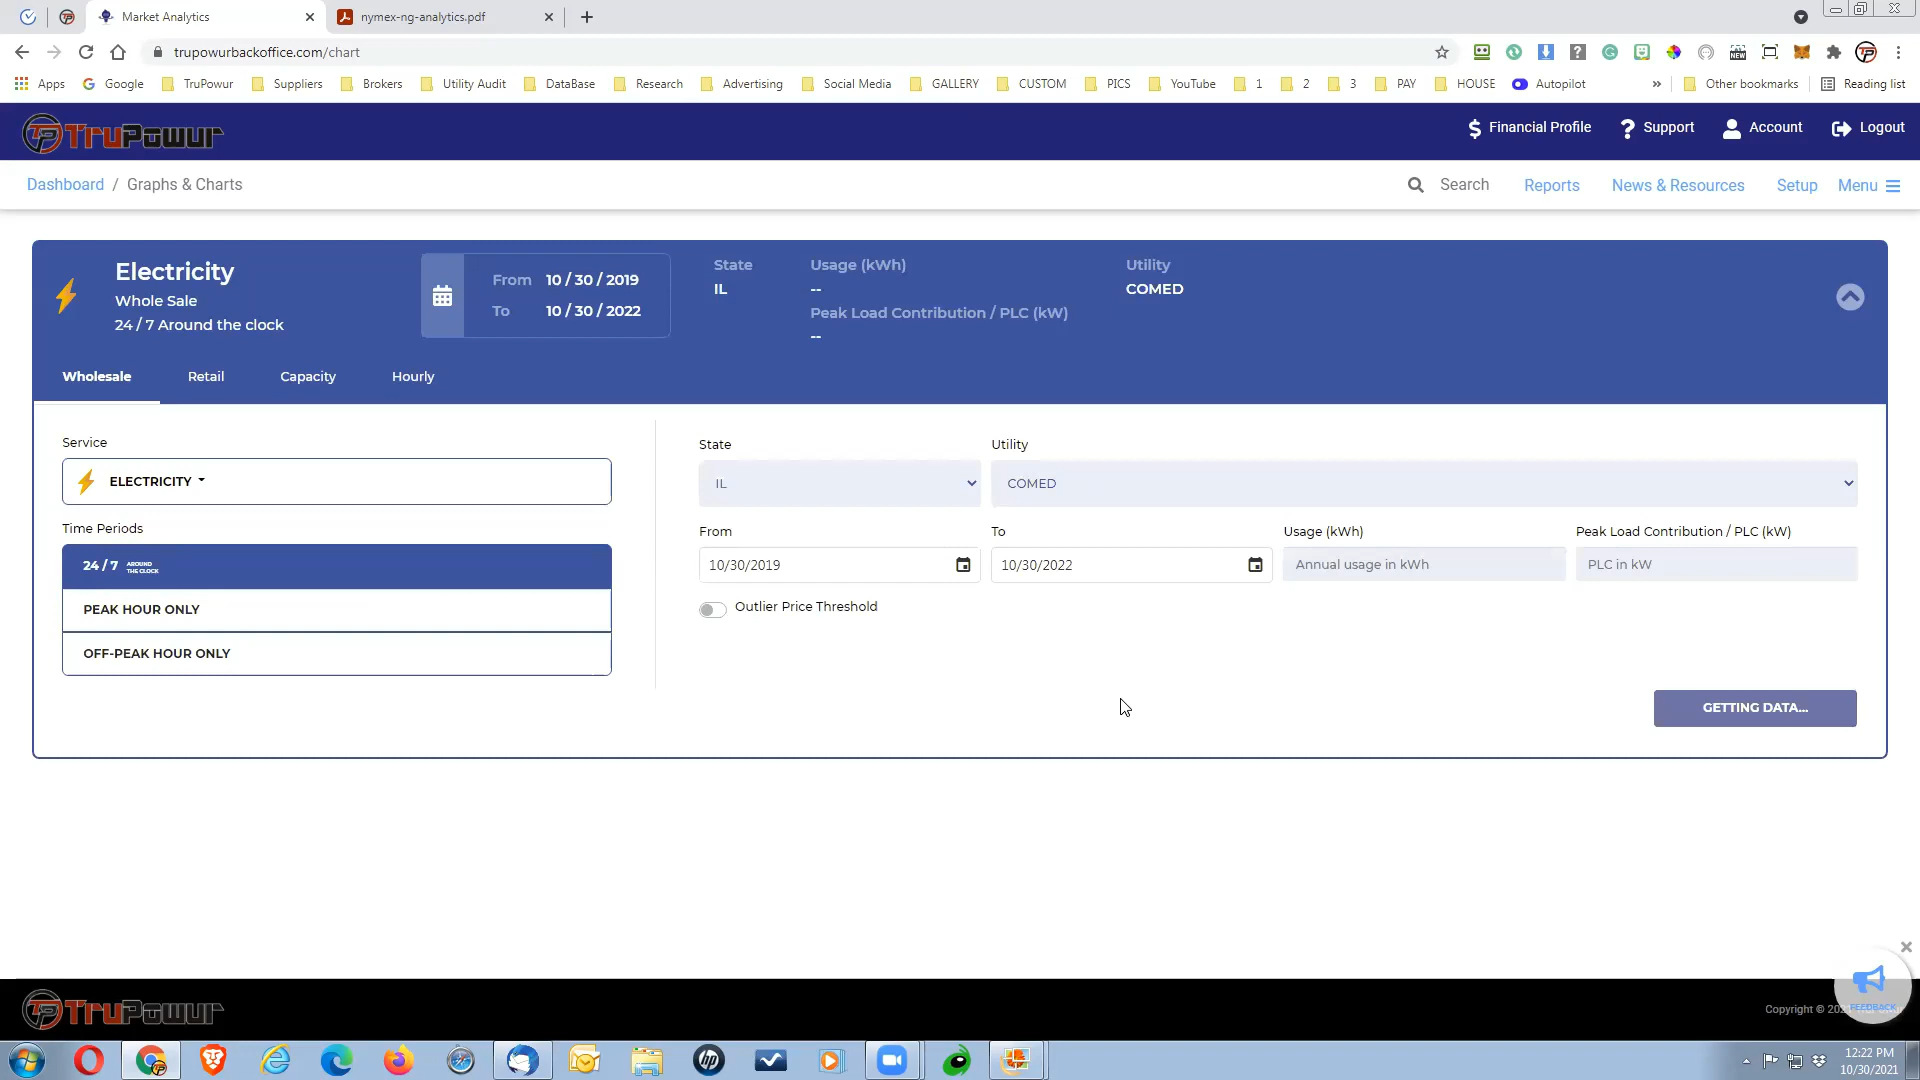 Market Analytics
nymex-ng-analytics.pdf
trupowurbackoffice.com/chart
NEW
Apps
Google
TruPowur
Suppliers
Brokers
Utility Audit
DataBase
Research
Advertising
Social Media
GALLERY
CUSTOM
PICS
YouTube
1
2
3
PAY
HOUSE
Autopilot
»
Other bookmarks
Reading list
TruPowur
Financial Profile
Support
Account
Logout
Dashboard / Graphs & Charts
Search
Reports
News & Resources
Setup
Menu
Electricity
Whole Sale
24 / 7 Around the clock
From 10 / 30 / 2019
To 10 / 30 / 2022
State
IL
Usage (kWh)
--
Peak Load Contribution / PLC (kW)
--
Utility
COMED
Wholesale
Retail
Capacity
Hourly
Service
ELECTRICITY
Time Periods
24 / 7 AROUND THE CLOCK
PEAK HOUR ONLY
OFF-PEAK HOUR ONLY
State
IL
Utility
COMED
From
10/30/2019
To
10/30/2022
Usage (kWh)
Annual usage in kWh
Peak Load Contribution / PLC (kW)
PLC in kW
Outlier Price Threshold
GETTING DATA...
FEEDBACK
TruPowur
Copyright ©
12:22 PM
10/30/2021